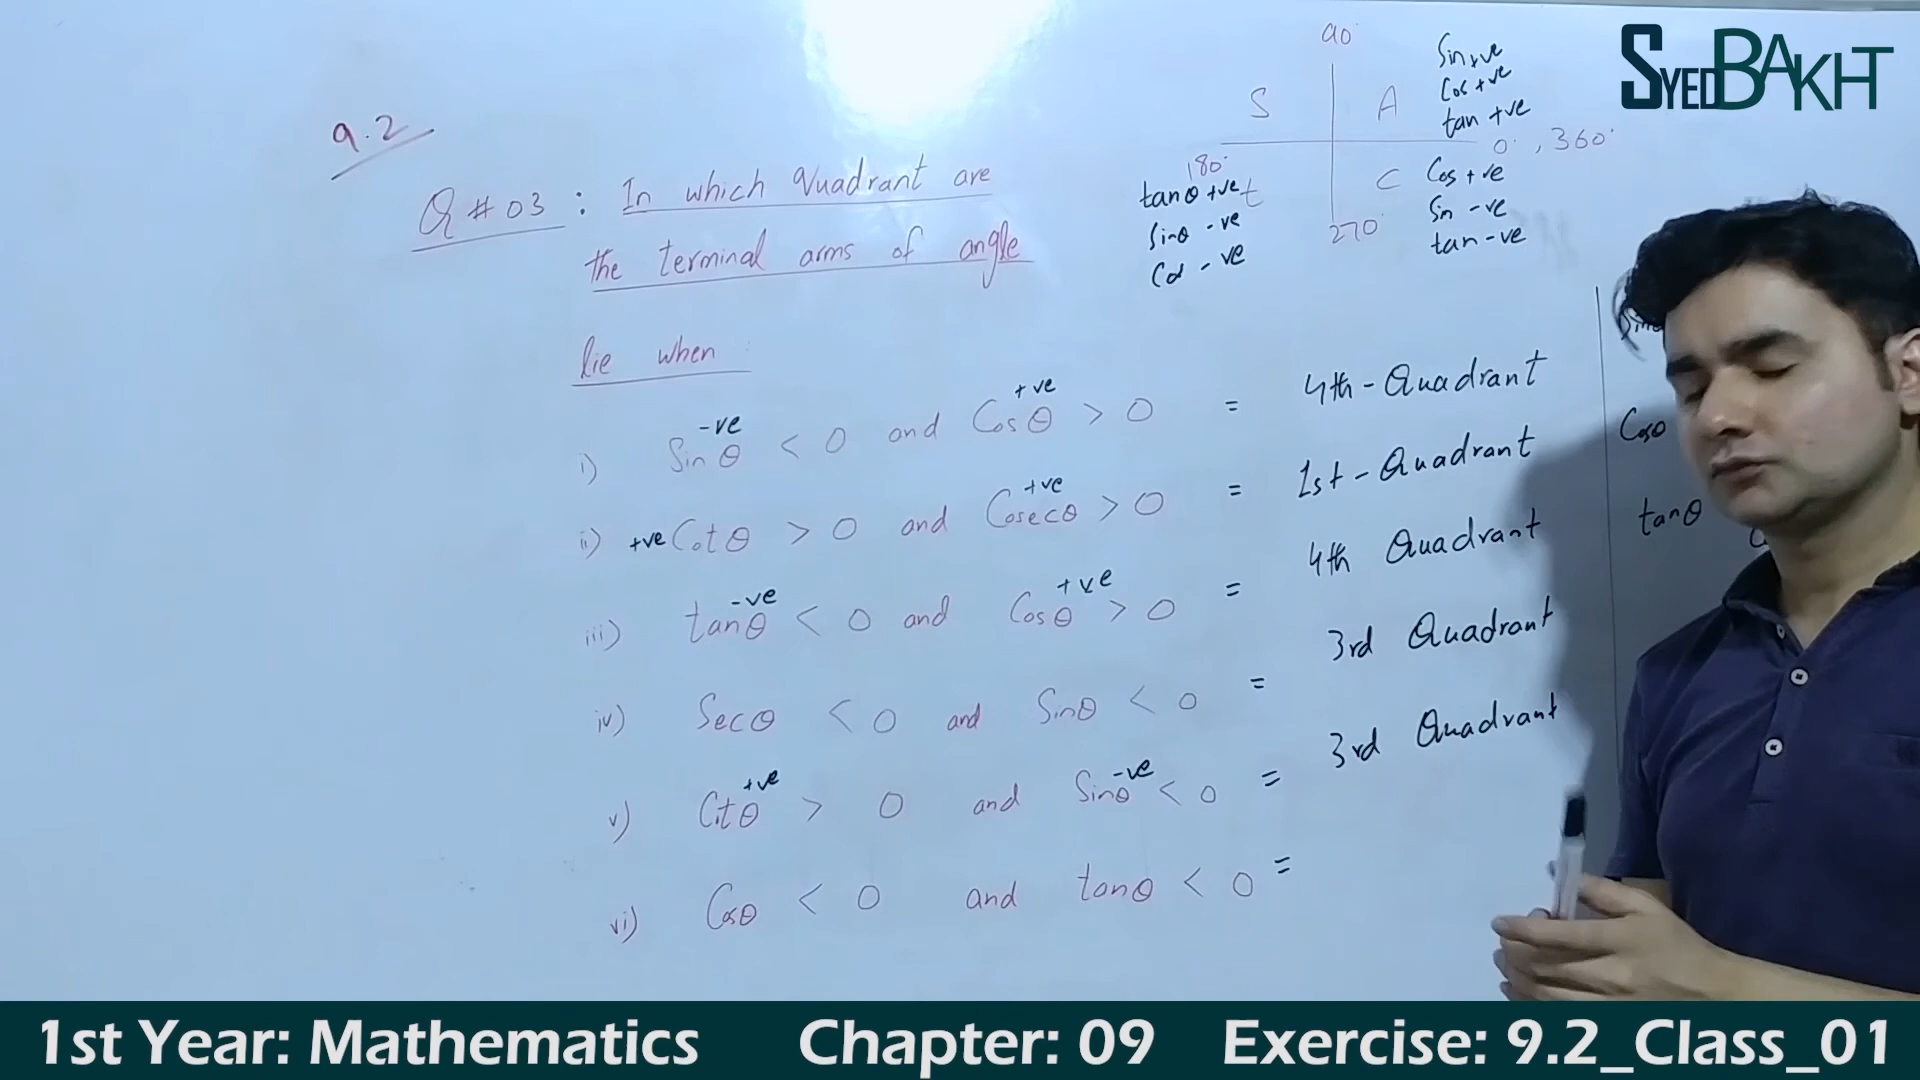 SYEDBAKHT
9.2
Q # 03 : In which Quadrant are
the terminal arms of angle
lie when
90°
S A
Sin +ve
Cos +ve
tan +ve
180°
0°, 360°
tanθ +ve t
Sinθ -ve
Cos -ve
C
Cos +ve
Sin -ve
tan -ve
270°
i) Sinθ -ve < 0 and Cosθ +ve > 0 = 4th - Quadrant
ii) +ve Cotθ > 0 and Cosecθ +ve > 0 = 1st - Quadrant
iii) tanθ -ve < 0 and Cosθ +ve > 0 = 4th Quadrant
iv) Secθ < 0 and Sinθ < 0 = 3rd Quadrant
v) Cotθ +ve > 0 and Sinθ -ve < 0 = 3rd Quadrant
vi) Cosθ < 0 and tanθ < 0 =
Cosθ
tanθ
1st Year: Mathematics Chapter: 09 Exercise: 9.2_Class_01